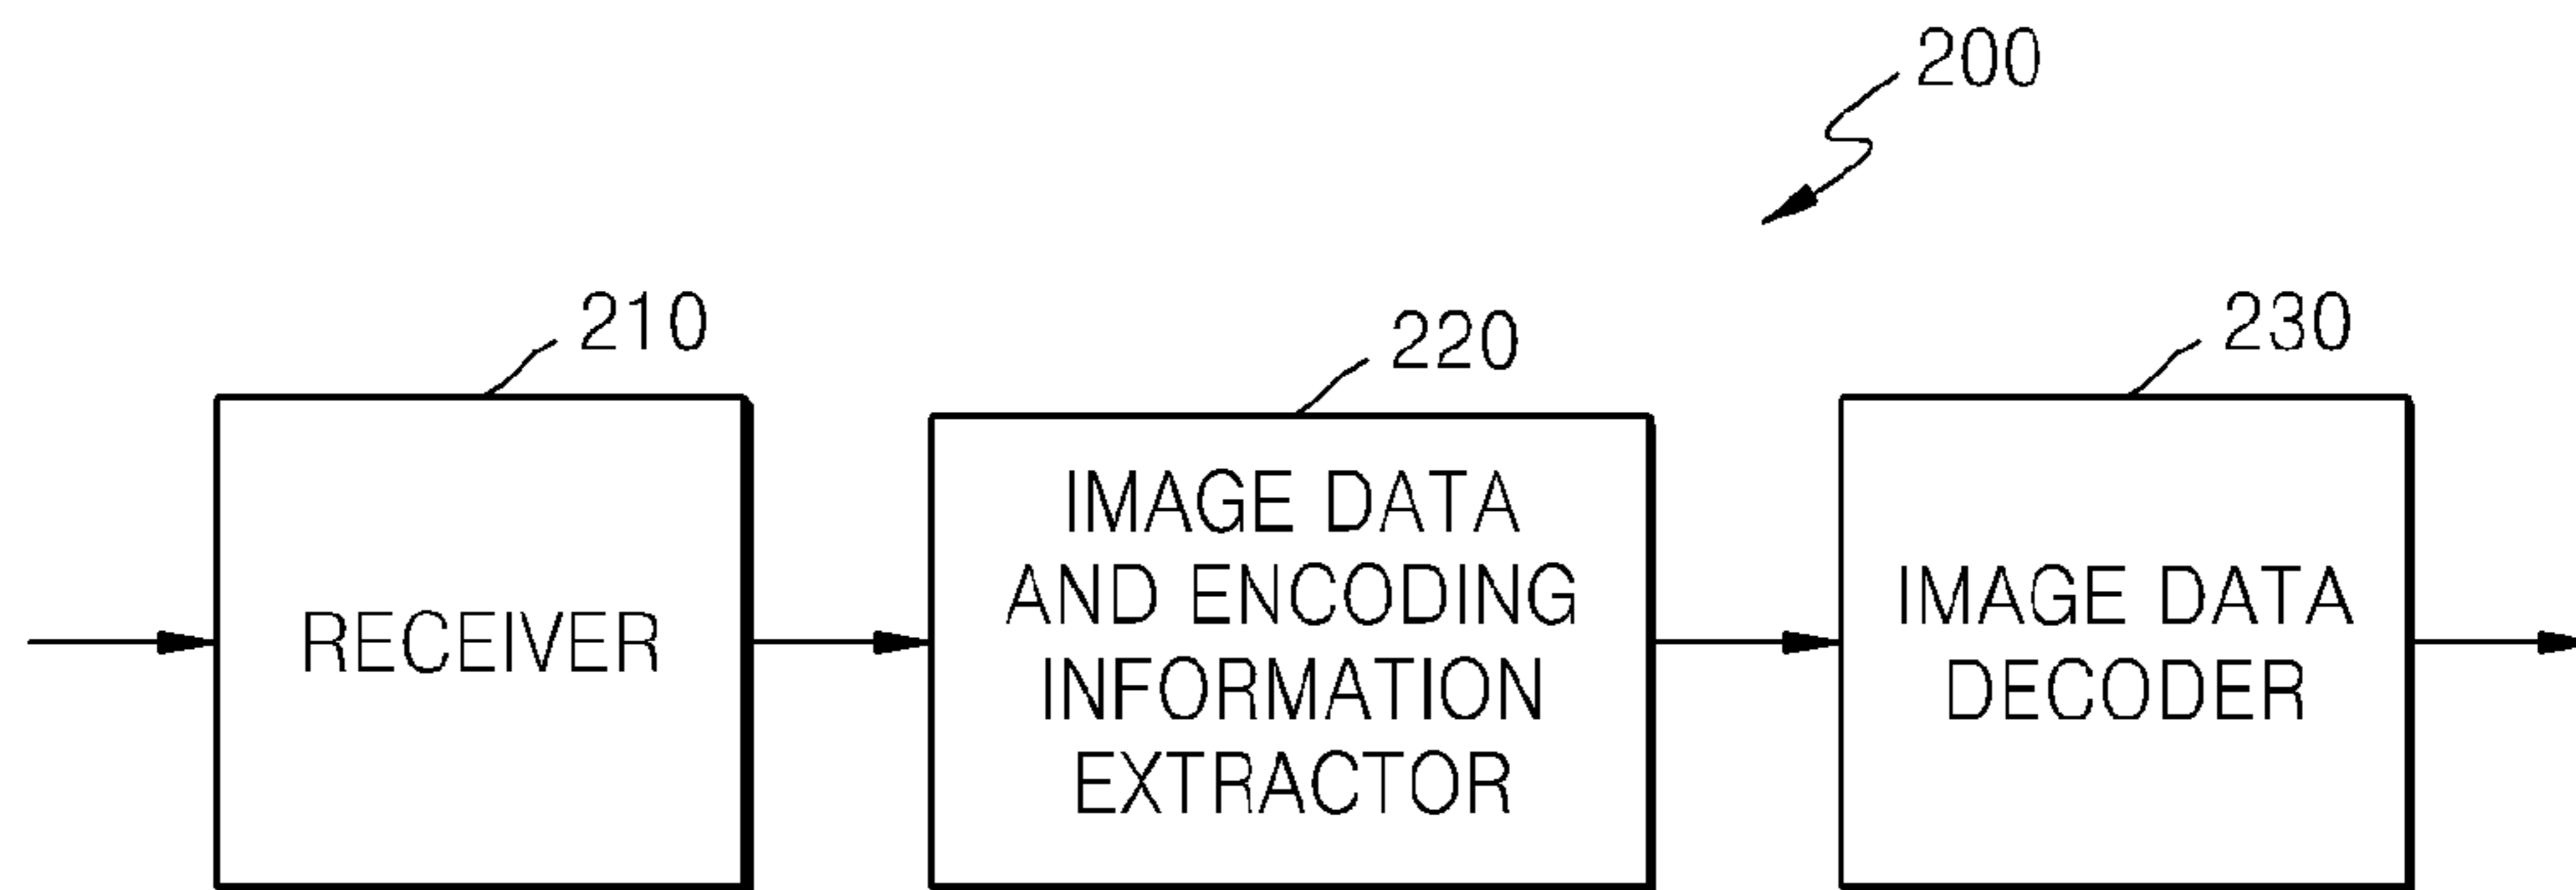 200
210
220
230
RECEIVER
IMAGE DATA
AND ENCODING
INFORMATION
EXTRACTOR
IMAGE DATA
DECODER